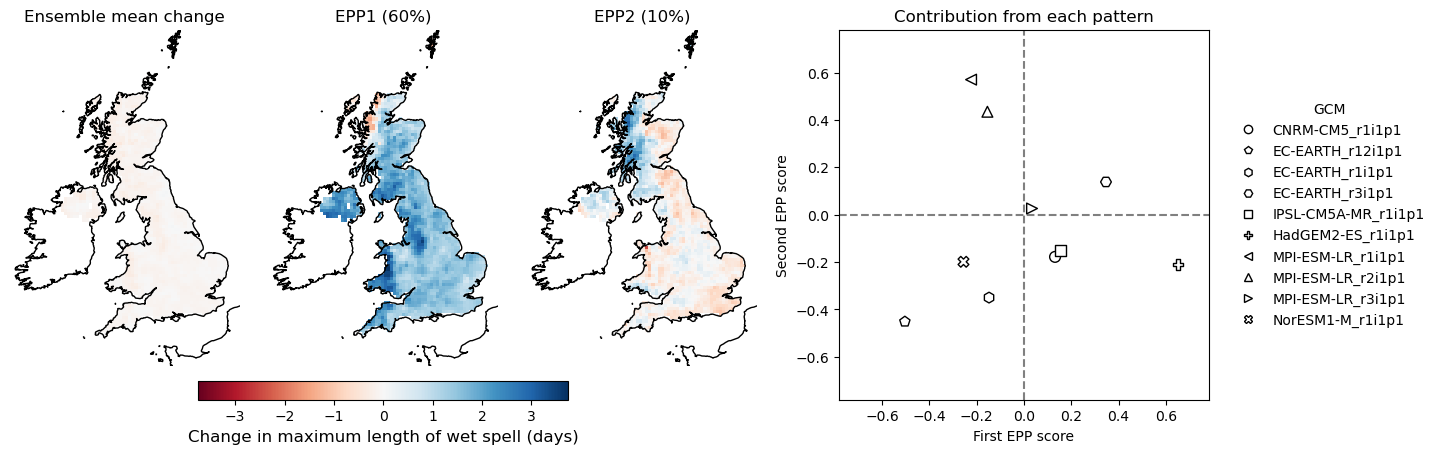 Ensemble mean change
EPP1 (60%)
EPP2 (10%)
−3 −2 −1 0 1 2 3
Change in maximum length of wet spell (days)
Contribution from each pattern
Second EPP score
0.6
0.4
0.2
0.0
−0.2
−0.4
−0.6
−0.6 −0.4 −0.2 0.0 0.2 0.4 0.6
First EPP score
GCM
CNRM-CM5_r1i1p1
EC-EARTH_r12i1p1
EC-EARTH_r1i1p1
EC-EARTH_r3i1p1
IPSL-CM5A-MR_r1i1p1
HadGEM2-ES_r1i1p1
MPI-ESM-LR_r1i1p1
MPI-ESM-LR_r2i1p1
MPI-ESM-LR_r3i1p1
NorESM1-M_r1i1p1